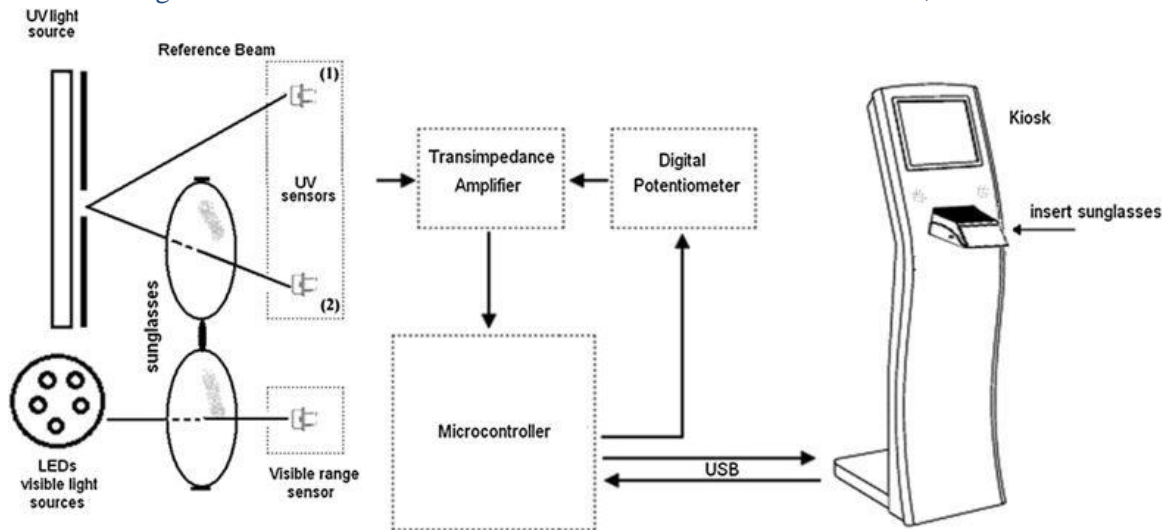 UV light
source
Reference Beam
(1)
UV
sensors
(2)
sunglasses
LEDs
visible light
sources
Visible range
sensor
Transimpedance
Amplifier
Digital
Potentiometer
Microcontroller
USB
Kiosk
insert sunglasses